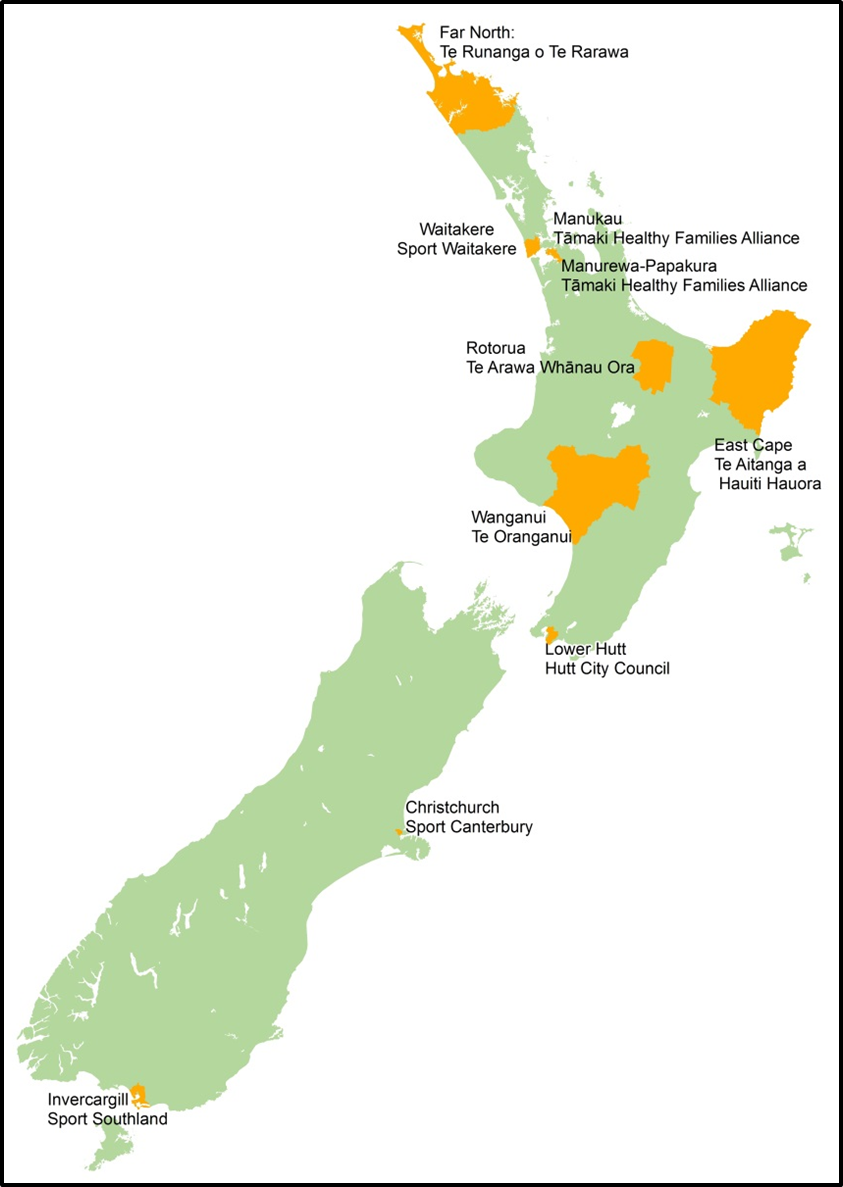 Far North:
Te Runanga o Te Rarawa
Waitakere
Sport Waitakere
Manukau
Tāmaki Healthy Families Alliance
Manurewa-Papakura
Tāmaki Healthy Families Alliance
Rotorua
Te Arawa Whānau Ora
East Cape
Te Aitanga a
Hauiti Hauora
Wanganui
Te Oranganui
Lower Hutt
Hutt City Council
Christchurch
Sport Canterbury
Invercargill
Sport Southland